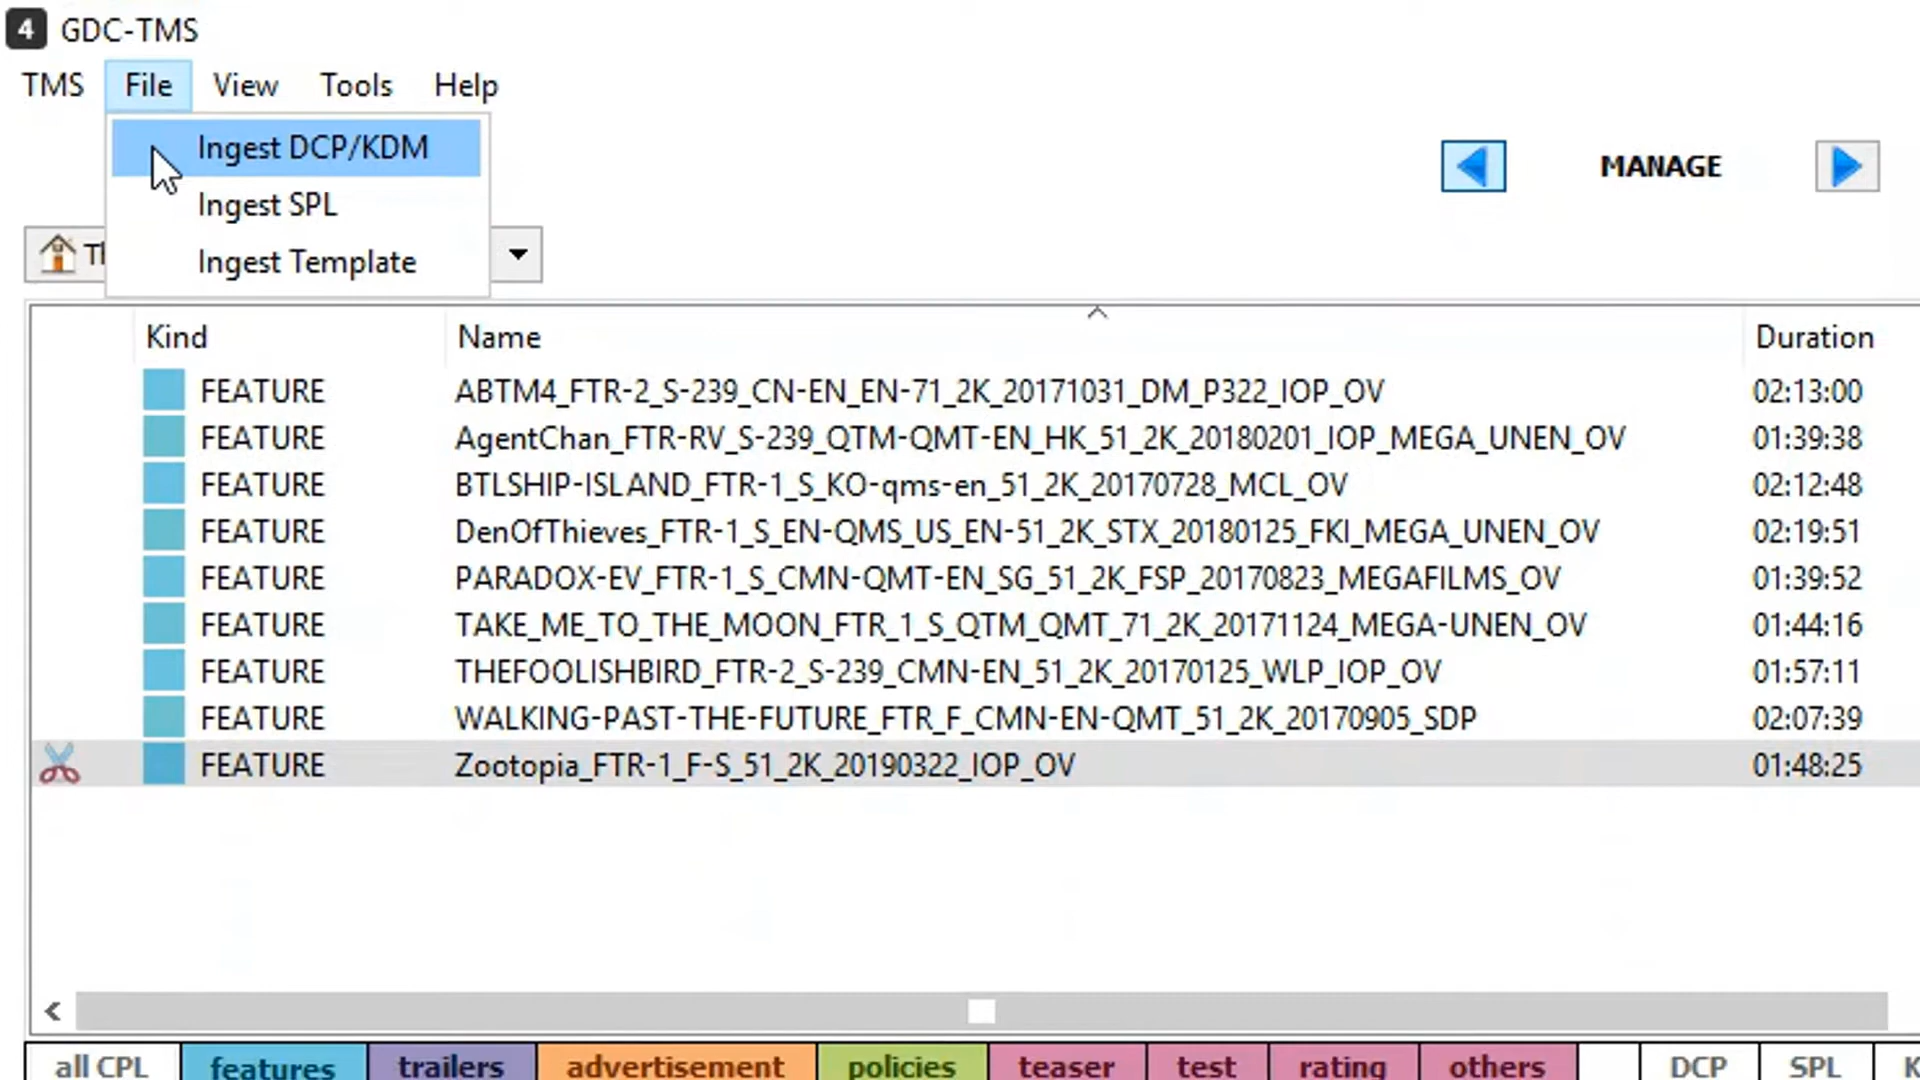 4 GDC-TMS
TMS File View Tools Help
Ingest DCP/KDM
Ingest SPL
Ingest Template
MANAGE
Kind Name Duration
FEATURE ABTM4_FTR-2_S-239_CN-EN_EN-71_2K_20171031_DM_P322_IOP_OV 02:13:00
FEATURE AgentChan_FTR-RV_S-239_QTM-QMT-EN_HK_51_2K_20180201_IOP_MEGA_UNEN_OV 01:39:38
FEATURE BTLSHIP-ISLAND_FTR-1_S_KO-qms-en_51_2K_20170728_MCL_OV 02:12:48
FEATURE DenOfThieves_FTR-1_S_EN-QMS_US_EN-51_2K_STX_20180125_FKI_MEGA_UNEN_OV 02:19:51
FEATURE PARADOX-EV_FTR-1_S_CMN-QMT-EN_SG_51_2K_FSP_20170823_MEGAFILMS_OV 01:39:52
FEATURE TAKE_ME_TO_THE_MOON_FTR_1_S_QTM_QMT_71_2K_20171124_MEGA-UNEN_OV 01:44:16
FEATURE THEFOOLISHBIRD_FTR-2_S-239_CMN-EN_51_2K_20170125_WLP_IOP_OV 01:57:11
FEATURE WALKING-PAST-THE-FUTURE_FTR_F_CMN-EN-QMT_51_2K_20170905_SDP 02:07:39
FEATURE Zootopia_FTR-1_F-S_51_2K_20190322_IOP_OV 01:48:25
all CPL features trailers advertisement policies teaser test rating others DCP SPL